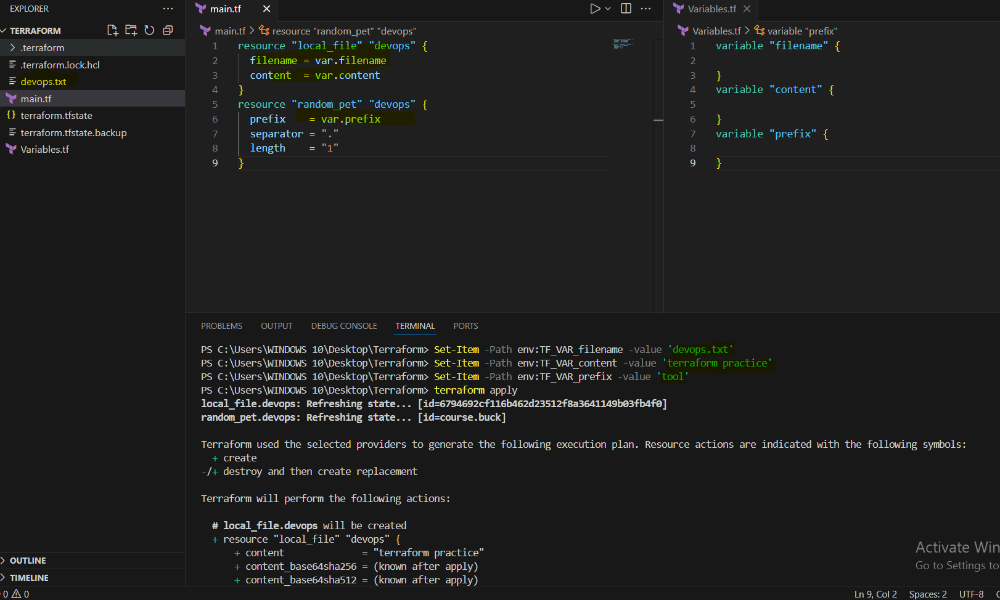 EXPLORER
TERRAFORM
.terraform
.terraform.lock.hcl
devops.txt
main.tf
terraform.tfstate
terraform.tfstate.backup
Variables.tf
OUTLINE
TIMELINE
main.tf
main.tf > resource "random_pet" "devops"
1 resource "local_file" "devops" {
2 filename = var.filename
3 content  = var.content
4 }
5 resource "random_pet" "devops" {
6 prefix    = var.prefix
7 separator = "."
8 length    = "1"
9 }
Variables.tf
Variables.tf > variable "prefix"
1 variable "filename" {
2
3 }
4 variable "content" {
5
6 }
7 variable "prefix" {
8
9 }
PROBLEMS OUTPUT DEBUG CONSOLE TERMINAL PORTS
PS C:\Users\WINDOWS 10\Desktop\Terraform> Set-Item -Path env:TF_VAR_filename -value 'devops.txt'
PS C:\Users\WINDOWS 10\Desktop\Terraform> Set-Item -Path env:TF_VAR_content -value 'terraform practice'
PS C:\Users\WINDOWS 10\Desktop\Terraform> Set-Item -Path env:TF_VAR_prefix -value 'tool'
PS C:\Users\WINDOWS 10\Desktop\Terraform> terraform apply
local_file.devops: Refreshing state... [id=6794692cf116b462d23512f8a3641149b03fb4f0]
random_pet.devops: Refreshing state... [id=course.buck]
Terraform used the selected providers to generate the following execution plan. Resource actions are indicated with the following symbols:
+ create
-/+ destroy and then create replacement
Terraform will perform the following actions:
# local_file.devops will be created
+ resource "local_file" "devops" {
+ content              = "terraform practice"
+ content_base64sha256 = (known after apply)
+ content_base64sha512 = (known after apply)
Activate Win
Go to Settings to
0 0
Ln 9, Col 2 Spaces: 2 UTF-8